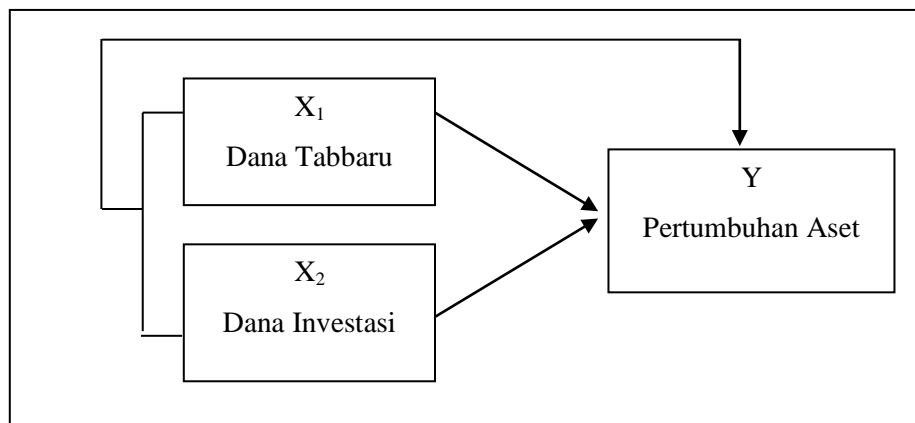 X₁
Dana Tabbaru
X₂
Dana Investasi
Y
Pertumbuhan Aset